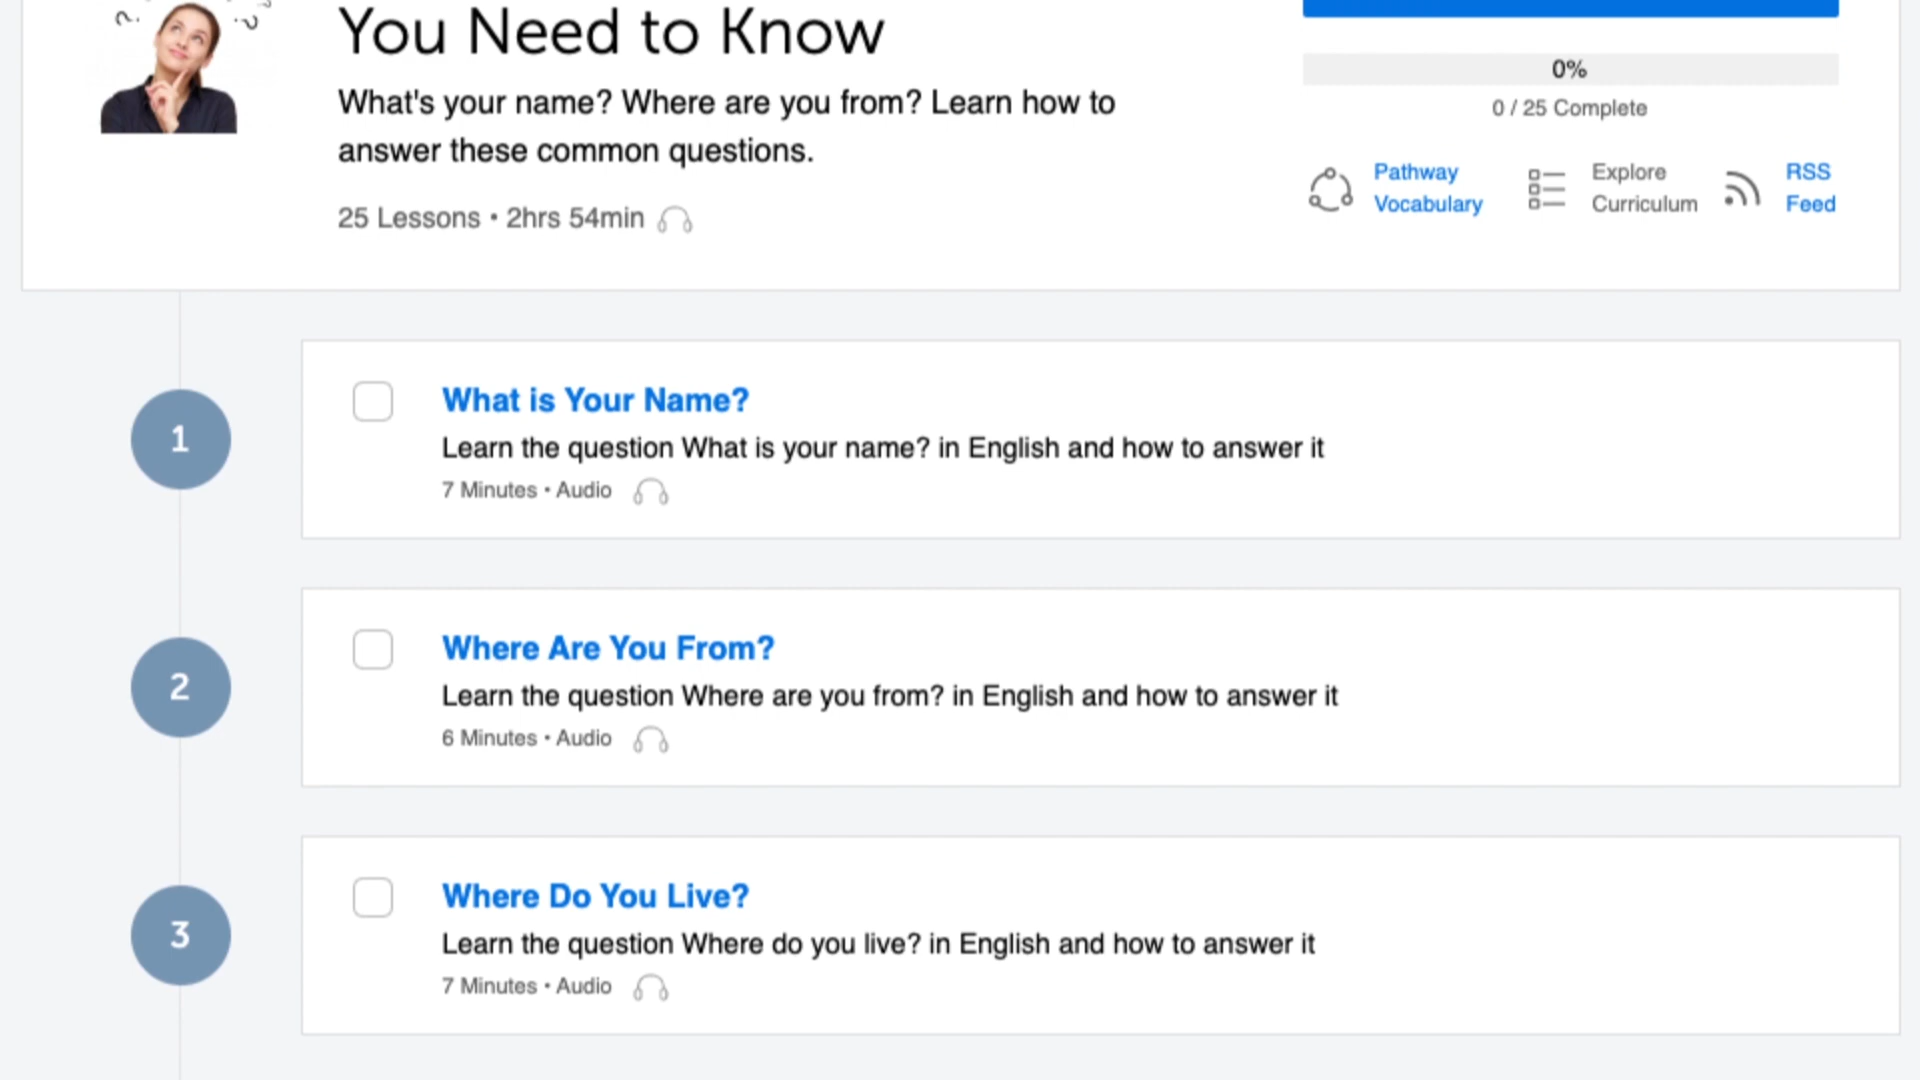 You Need to Know
What's your name? Where are you from? Learn how to
answer these common questions.
25 Lessons • 2hrs 54min
0%
0 / 25 Complete
Pathway
Vocabulary
Explore
Curriculum
RSS
Feed
1
What is Your Name?
Learn the question What is your name? in English and how to answer it
7 Minutes • Audio
2
Where Are You From?
Learn the question Where are you from? in English and how to answer it
6 Minutes • Audio
3
Where Do You Live?
Learn the question Where do you live? in English and how to answer it
7 Minutes • Audio